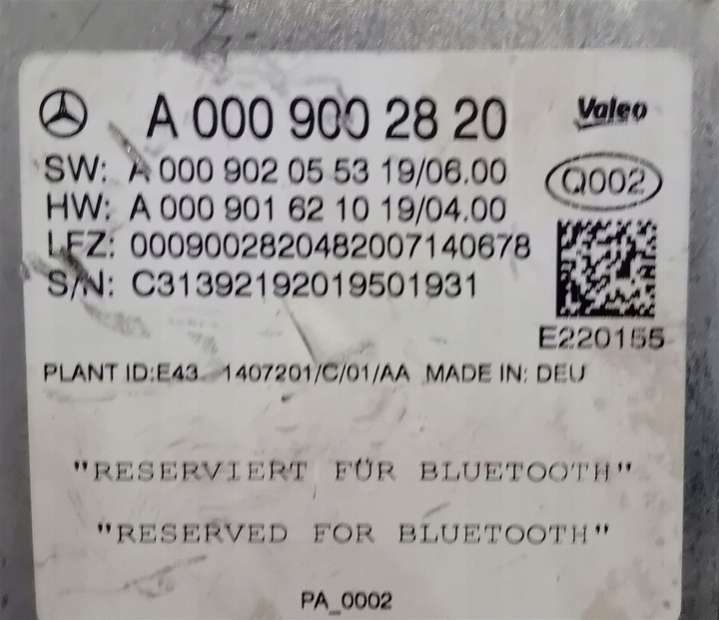 A 000 900 28 20
Valeo
SW: A 000 902 05 53 19/06.00
Q002
HW: A 000 901 62 10 19/04.00
LFZ: 0009002820482007140678
S/N: C31392192019501931
E220155
PLANT ID:E43 1407201/C/01/AA MADE IN: DEU
"RESERVIERT FÜR BLUETOOTH"
"RESERVED FOR BLUETOOTH"
PA_0002